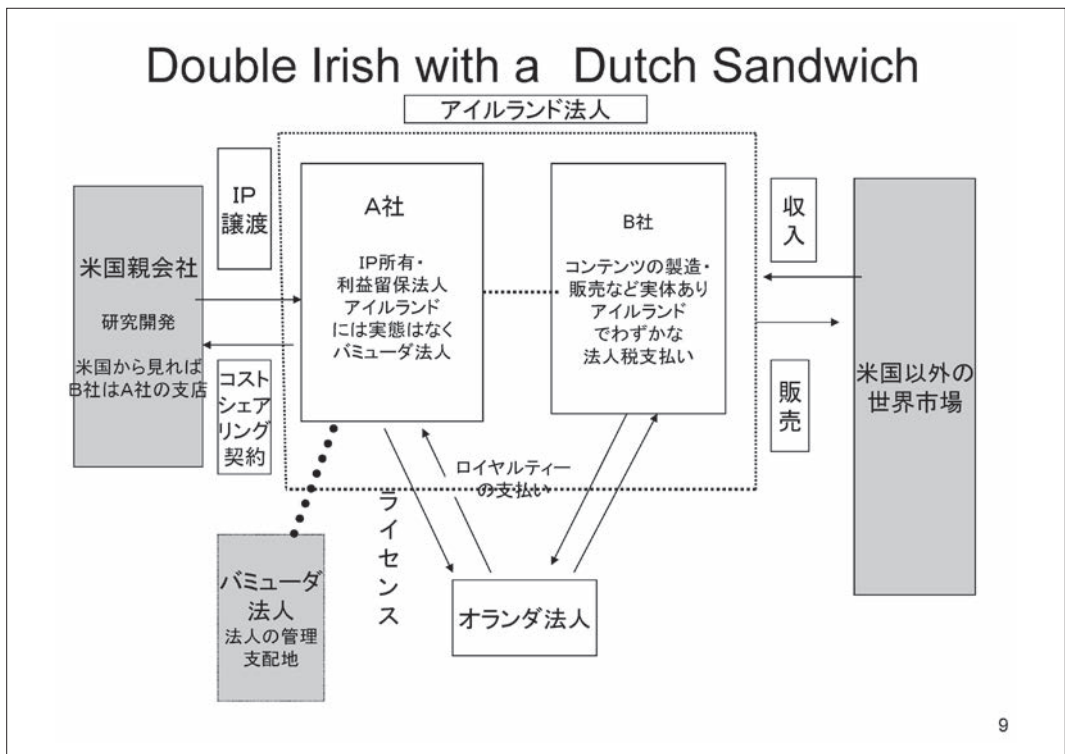 Double Irish with a Dutch Sandwich
アイルランド法人
IP
譲渡
米国親会社
研究開発
米国から見れば
B社はA社の支店
コスト
シェア
リング
契約
A社
IP所有・
利益留保法人
アイルランド
には実態はなく
バミューダ法人
B社
コンテンツの製造・
販売など実体あり
アイルランド
でわずかな
法人税支払い
収
入
販
売
米国以外の
世界市場
ロイヤルティー
の支払い
ライセンス
バミューダ
法人
法人の管理
支配地
オランダ法人
9